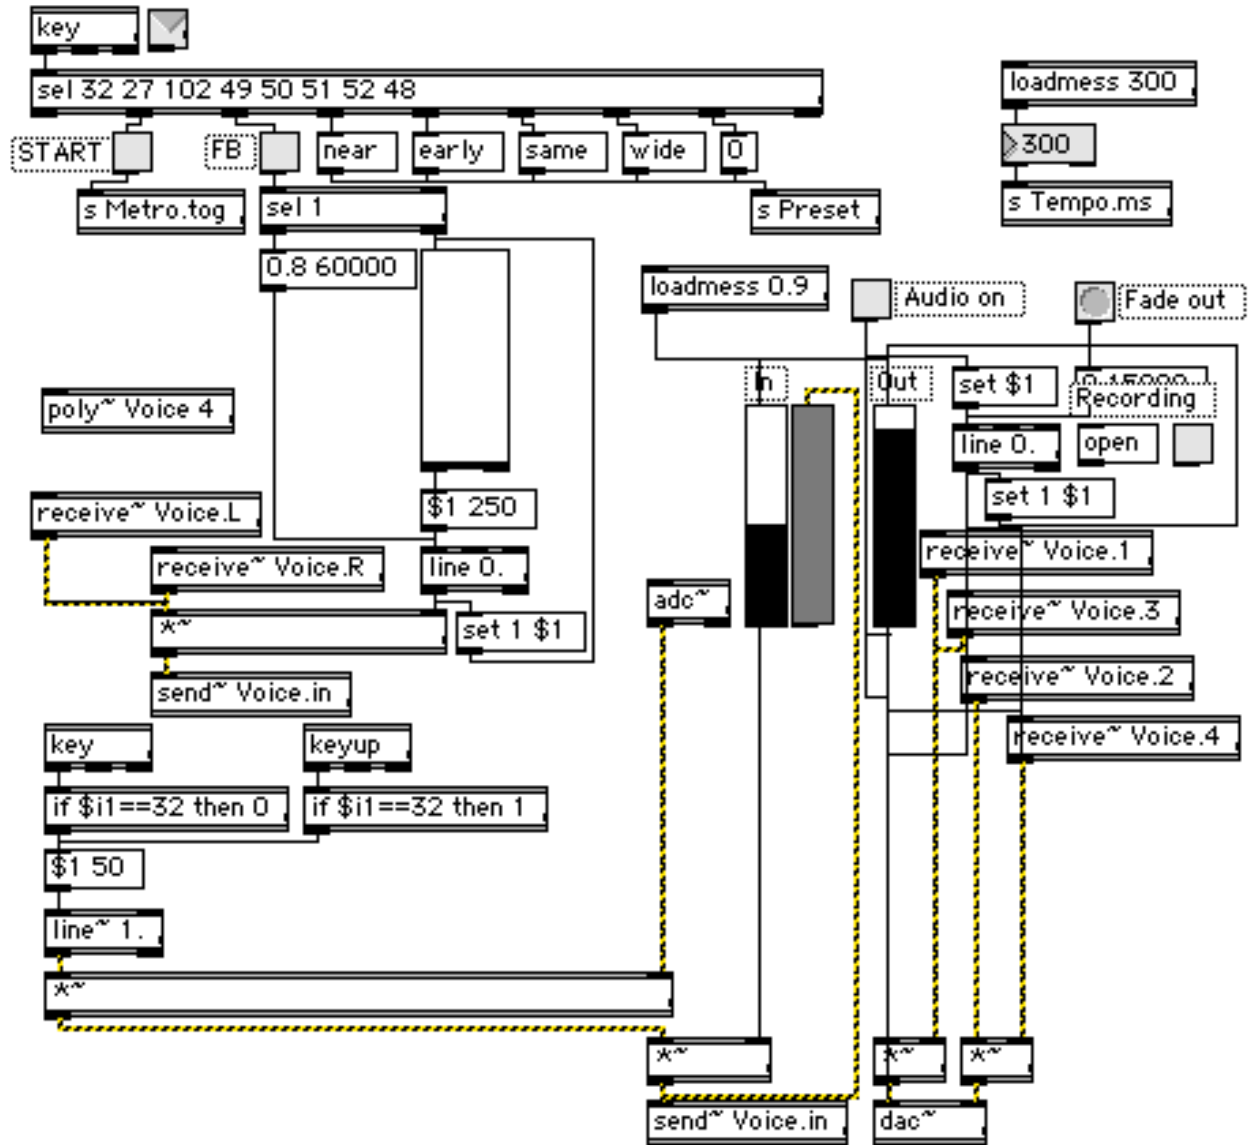 key
sel 32 27 102 49 50 51 52 48
loadmess 300
START
FB
near
early
same
wide
0
300
s Metro.tog
sel 1
s Preset
s Tempo.ms
0.8 60000
loadmess 0.9
Audio on
Fade out
In
Out
set $1
0 15000
Recording
poly~ Voice 4
line 0.
open
$1 250
set 1 $1
receive~ Voice.L
receive~ Voice.R
line 0.
receive~ Voice.1
adc~
receive~ Voice.3
*~
set 1 $1
receive~ Voice.2
send~ Voice.in
receive~ Voice.4
key
keyup
if $i1==32 then 0
if $i1==32 then 1
$1 50
line~ 1.
*~
*~
*~
*~
send~ Voice.in
dac~